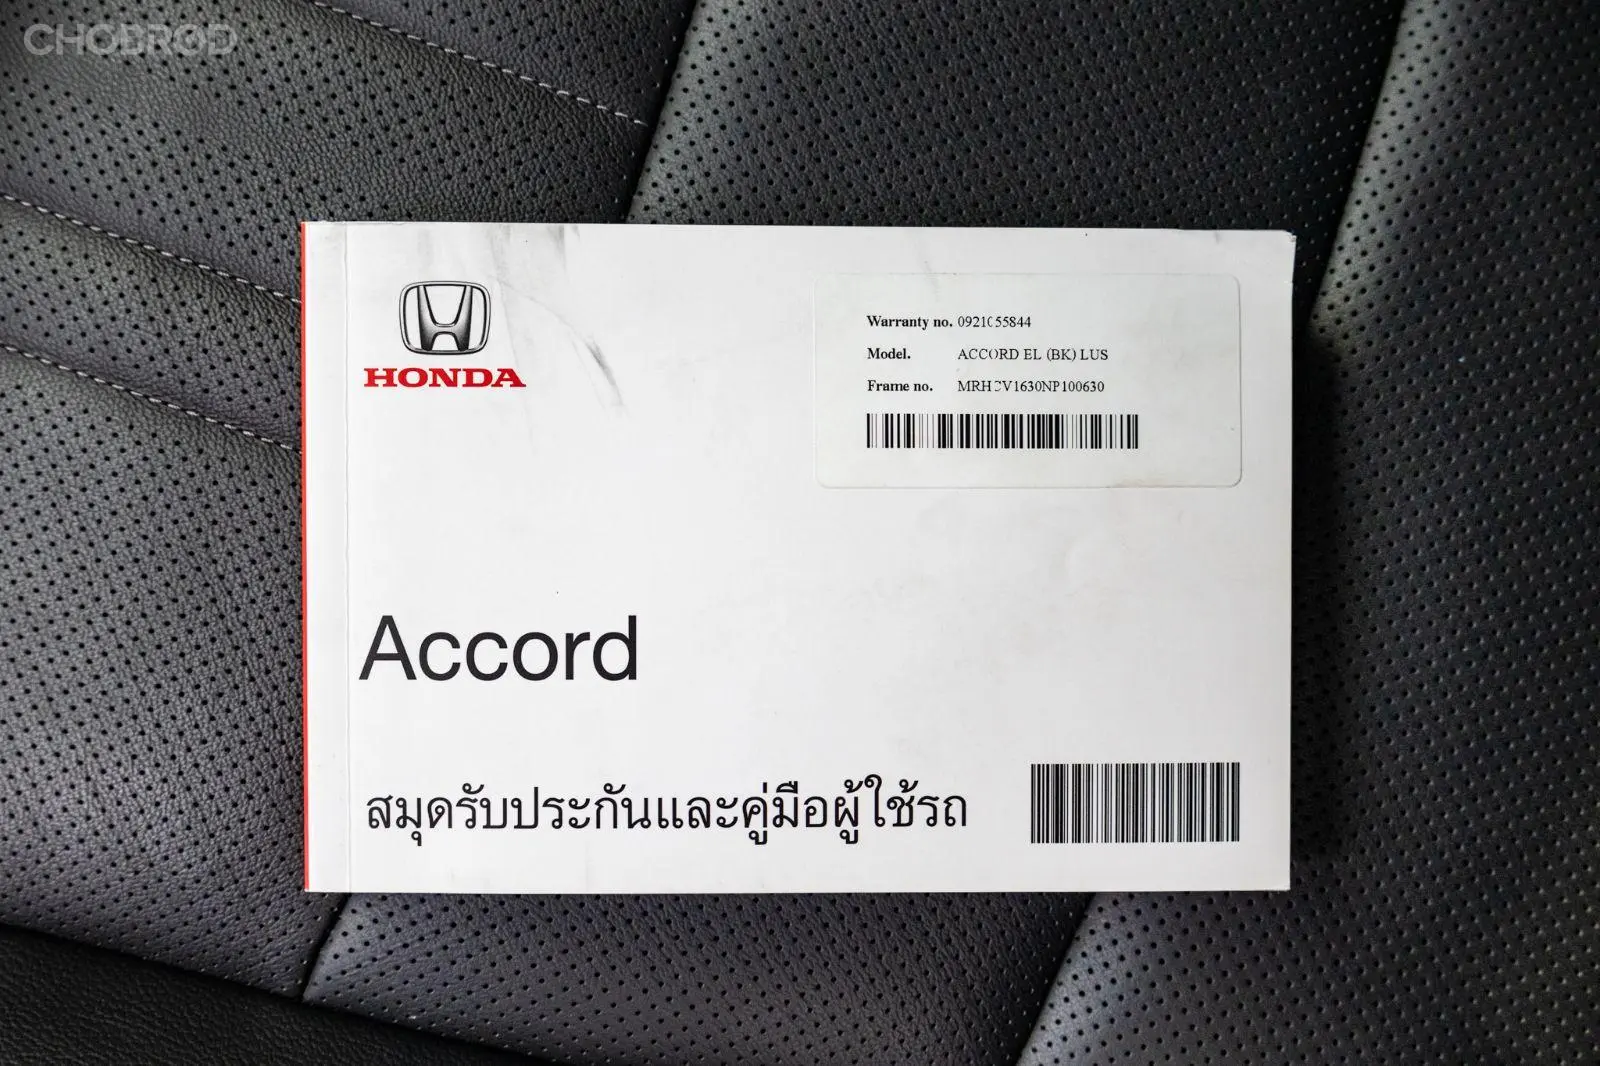 CHOBROD
HONDA
Warranty no. 0921055844
Model. ACCORD EL (BK) LUS
Frame no.
Accord
สมุดรับประกันและคู่มือผู้ใช้รถ